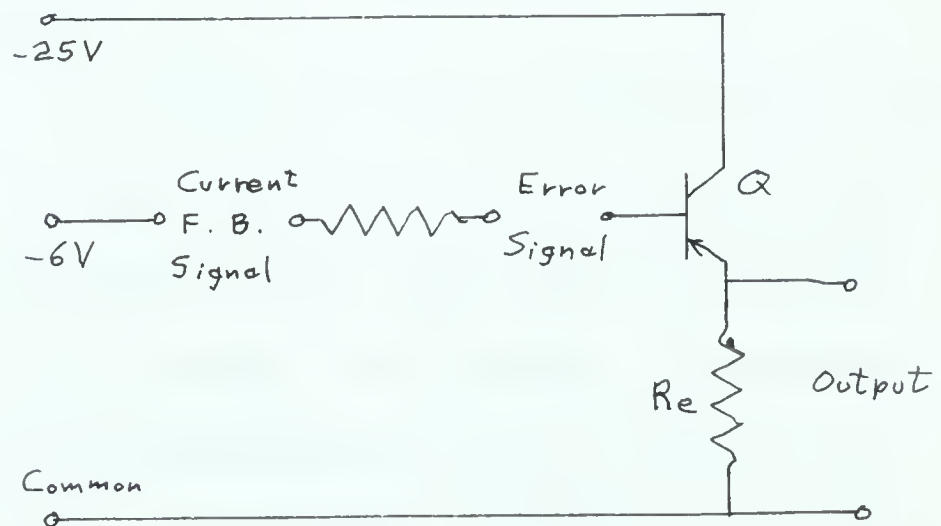 -25V
Current
F. B.
Signal
Error
Signal
Q
-6V
Re
Output
Common